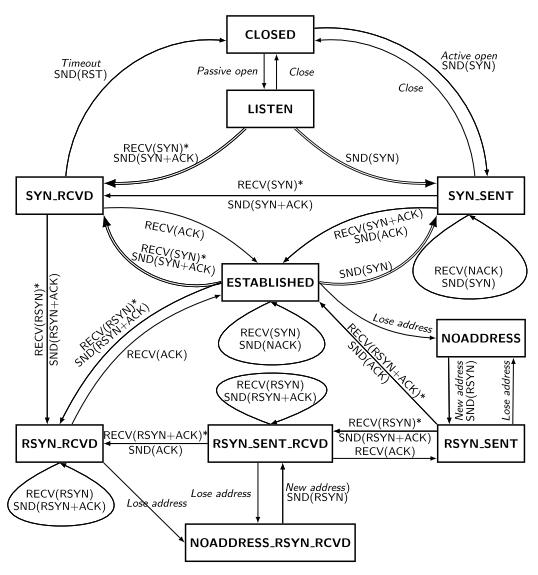 CLOSED
Timeout
SND(RST)
Passive open
Close
Active open
SND(SYN)
Close
LISTEN
RECV(SYN)*
SND(SYN+ACK)
SND(SYN)
SYN_RCVD
RECV(SYN)*
SND(SYN+ACK)
SYN_SENT
RECV(ACK)
RECV(SYN+ACK)
SND(ACK)
RECV(SYN)*
SND(SYN+ACK)
SND(SYN)
RECV(NACK)
SND(SYN)
ESTABLISHED
RECV(RSYN)*
SND(RSYN+ACK)
RECV(RSYN)*
SND(RSYN+ACK)
RECV(ACK)
RECV(SYN)
SND(NACK)
Lose address
NOADDRESS
RECV(RSYN+ACK)*
SND(ACK)
New address
SND(RSYN)
Lose address
RECV(RSYN)
SND(RSYN+ACK)
RSYN_RCVD
RECV(RSYN+ACK)*
SND(ACK)
RSYN_SENT_RCVD
RECV(RSYN)*
SND(RSYN+ACK)
RECV(ACK)
RSYN_SENT
RECV(RSYN)
SND(RSYN+ACK)
Lose address
Lose address
New address)
SND(RSYN)
NOADDRESS_RSYN_RCVD